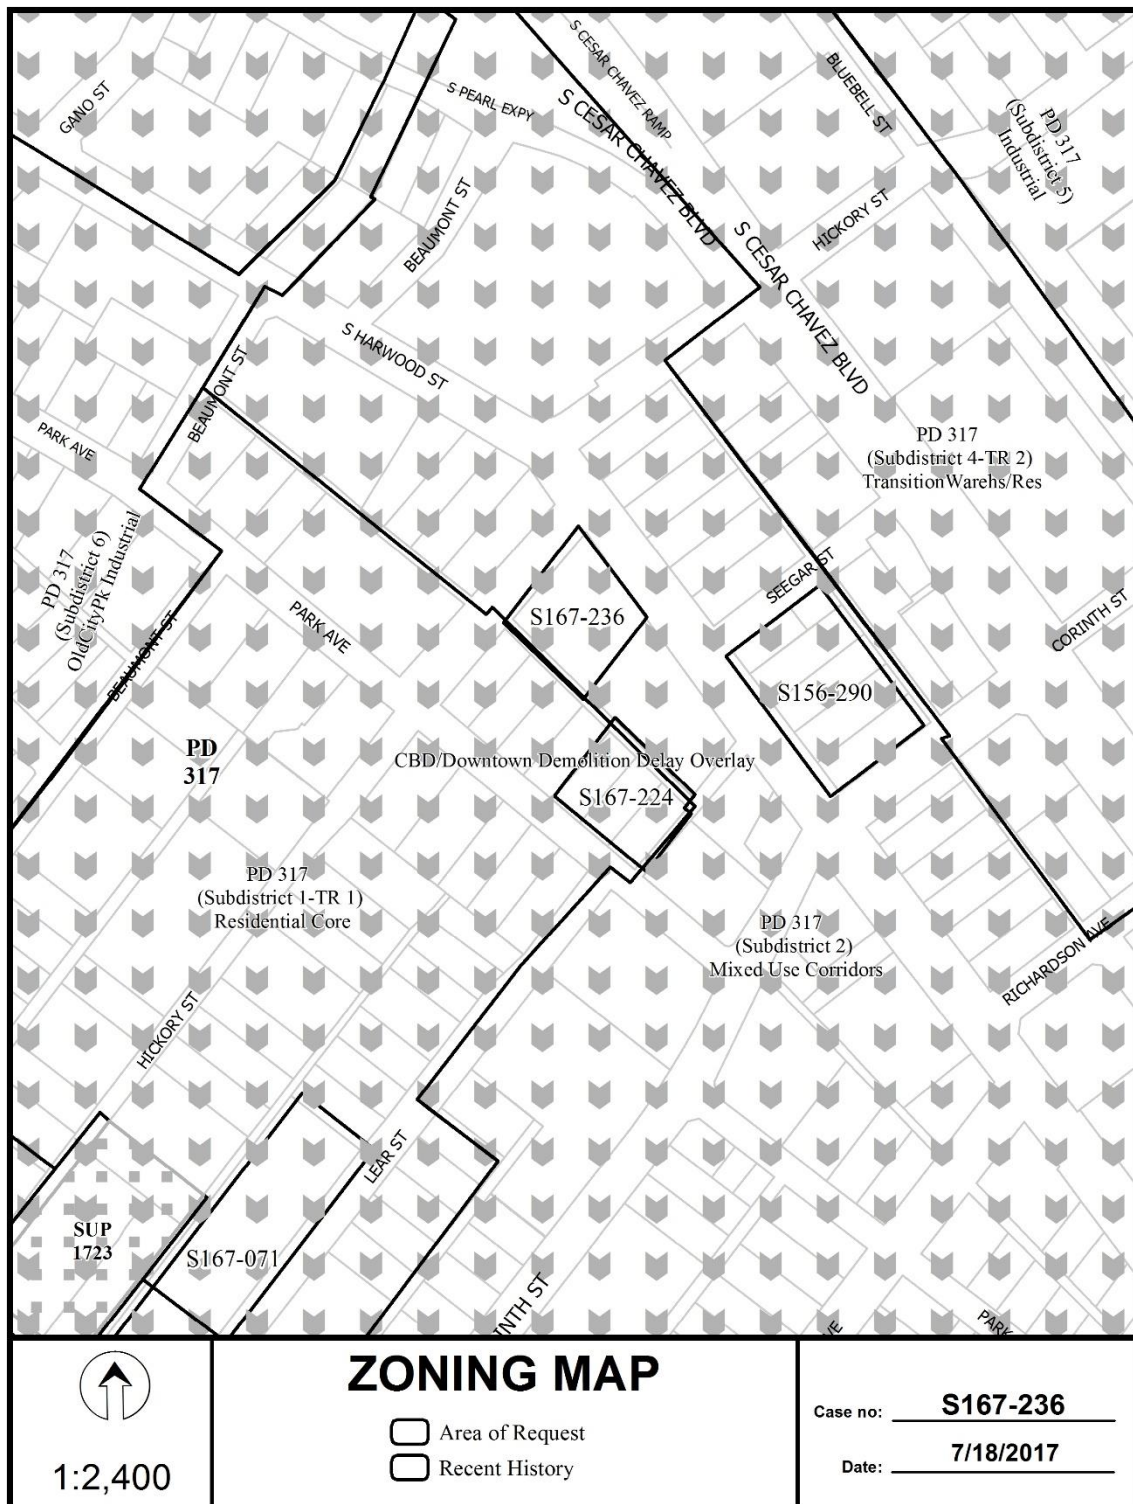 S CESAR CHAVEZ RAMP
BLUEBELL ST
GANO ST
S PEARL EXPY
S CESAR CHAVEZ BLVD
PD 317
(Subdistrict 5)
Industrial
BEAUMONT ST
HICKORY ST
S CESAR CHAVEZ BLVD
S HARWOOD ST
BEAUMONT ST
PARK AVE
PD 317
(Subdistrict 4-TR 2)
TransitionWarehs/Res
PD 317
(Subdistrict 6)
OldCityPk Industrial
SEEGAR ST
PARK AVE
S167-236
CORINTH ST
BEAUMONT ST
S156-290
PD
317
CBD/Downtown Demolition Delay Overlay
S167-224
PD 317
(Subdistrict 1-TR 1)
Residential Core
PD 317
(Subdistrict 2)
Mixed Use Corridors
RICHARDSON AVE
HICKORY ST
LEAR ST
SUP
1723
S167-071
INTH ST
VE
PARK
1:2,400
ZONING MAP
Area of Request
Recent History
Case no: S167-236
Date: 7/18/2017